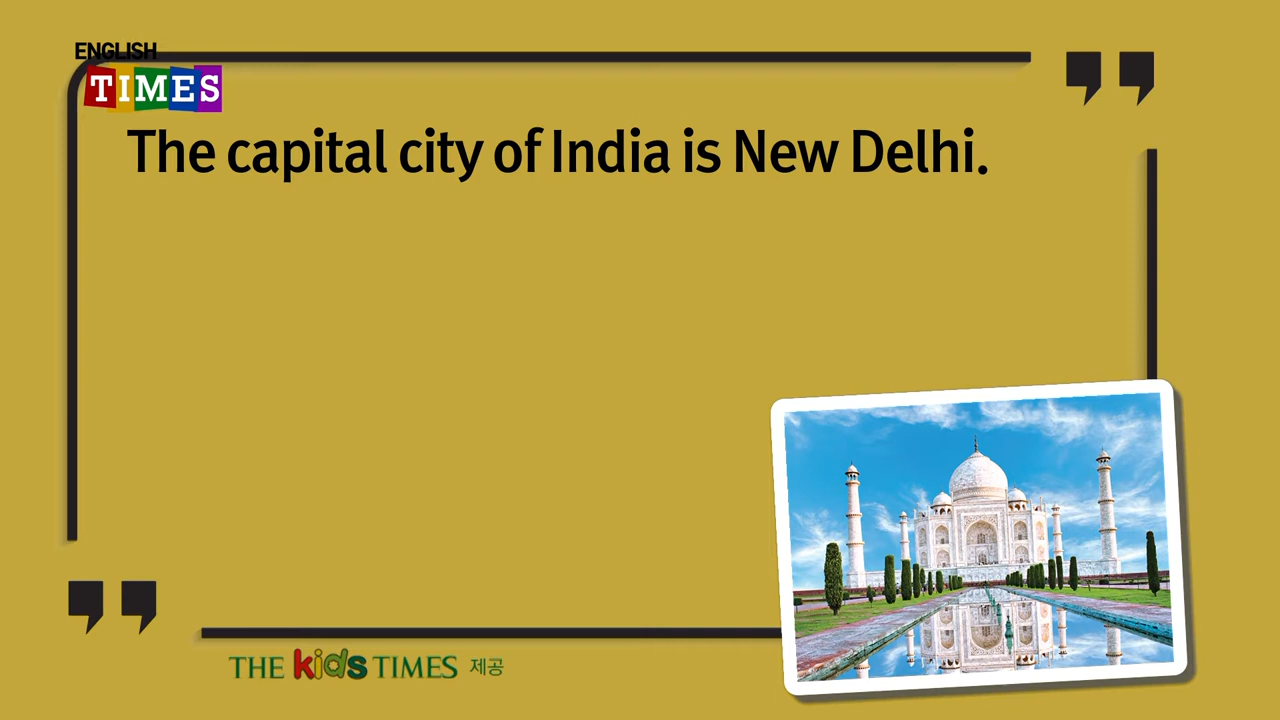 ENGLISH
TIMES
The capital city of India is New Delhi.
THE kids TIMES 제공